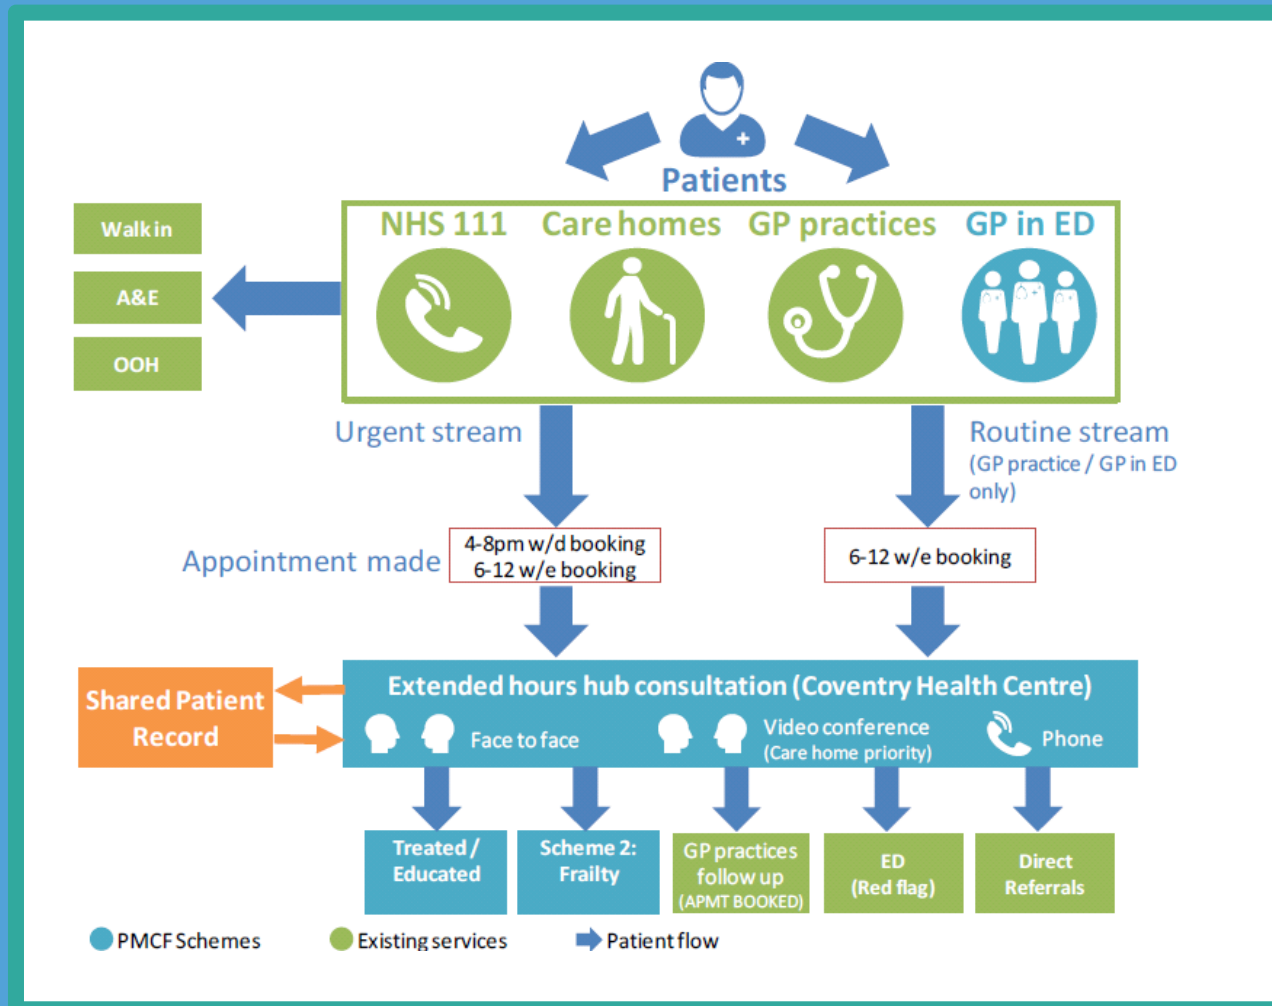 Patients
NHS 111
Care homes
GP practices
GP in ED
Walk in
A&E
OOH
Urgent stream
Routine stream
(GP practice / GP in ED
only)
Appointment made
4-8pm w/d booking
6-12 w/e booking
6-12 w/e booking
Shared Patient
Record
Extended hours hub consultation (Coventry Health Centre)
Face to face
Video conference
(Care home priority)
Phone
Treated /
Educated
Scheme 2:
Frailty
GP practices
follow up
(APMT BOOKED)
ED
(Red flag)
Direct
Referrals
PMCF Schemes
Existing services
Patient flow